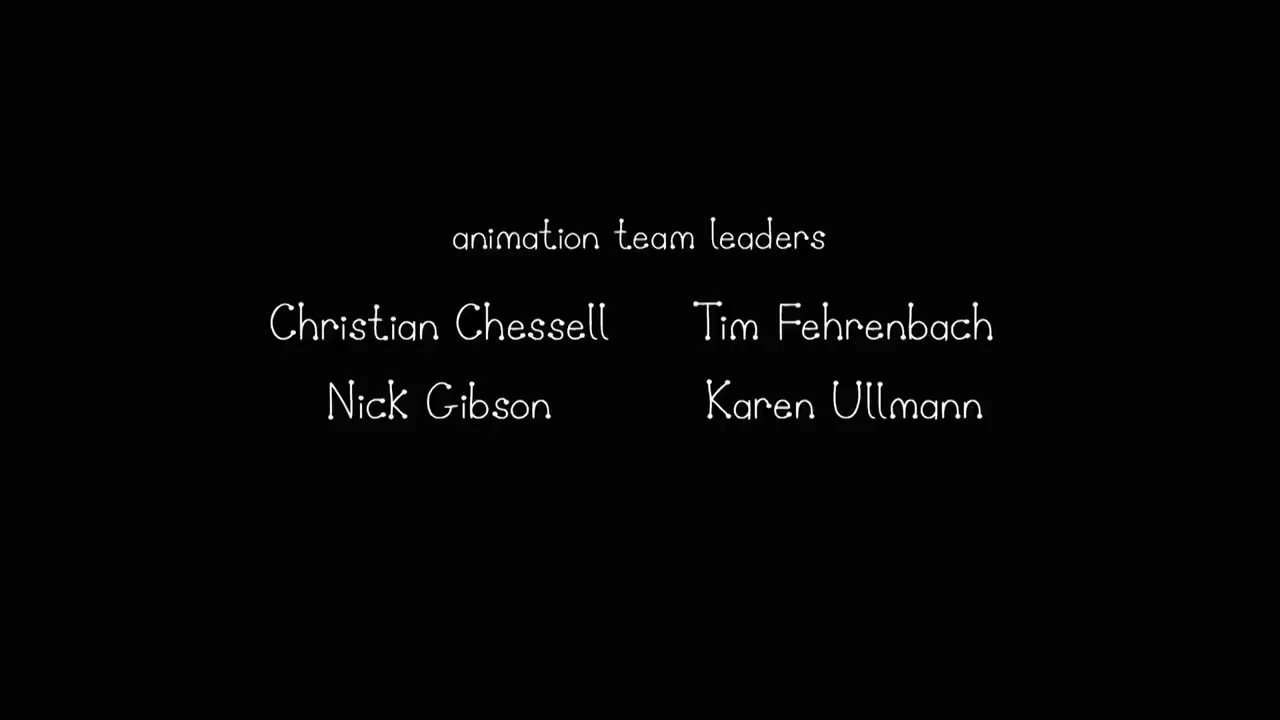 animation team leaders
Christian Chessell Tim Fehrenbach
Nick Gibson Karen Ullmann